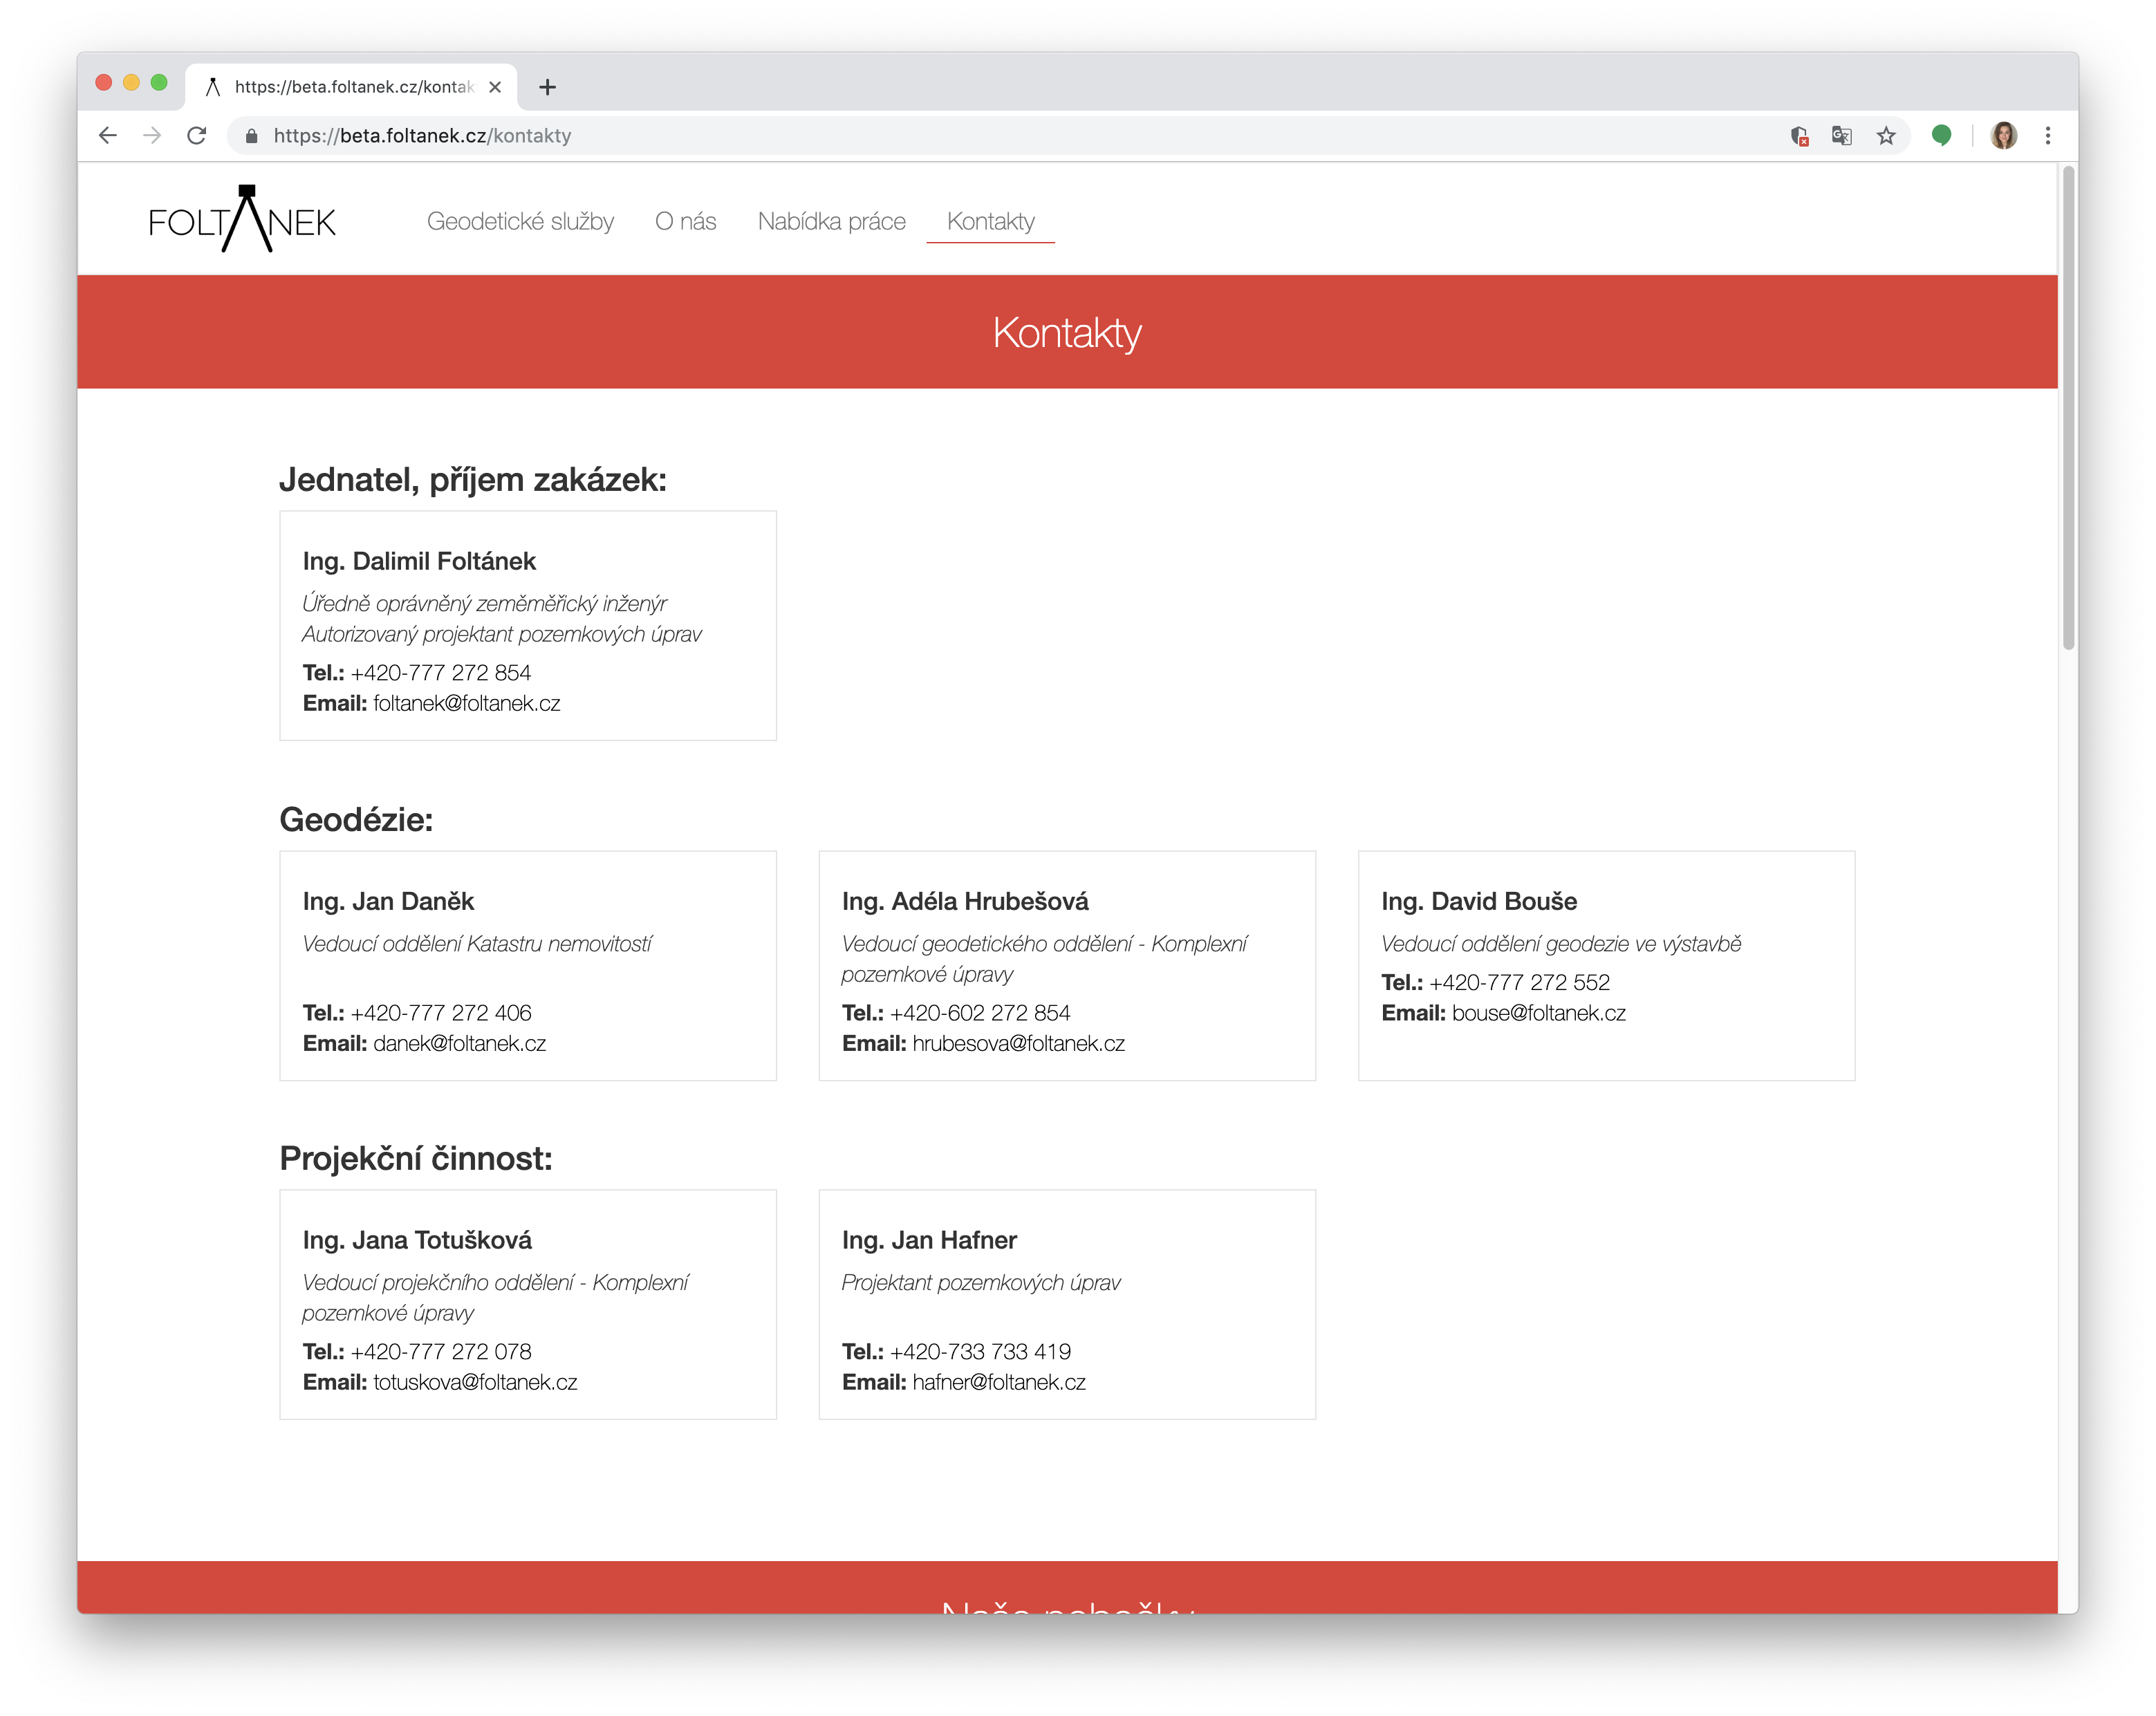 https://beta.foltanek.cz/kontak
https://beta.foltanek.cz/kontakty
FOLTANEK
Geodetické služby
O nás
Nabídka práce
Kontakty
Kontakty
Jednatel, příjem zakázek:
Ing. Dalimil Foltánek
Úředně oprávněný zeměměřický inženýr
Autorizovaný projektant pozemkových úprav
Tel.: +420-777 272 854
Email: foltanek@foltanek.cz
Geodézie:
Ing. Jan Daněk
Vedoucí oddělení Katastru nemovitostí
Tel.: +420-777 272 406
Email: danek@foltanek.cz
Ing. Adéla Hrubešová
Vedoucí geodetického oddělení - Komplexní
pozemkové úpravy
Tel.: +420-602 272 854
Email: hrubesova@foltanek.cz
Ing. David Bouše
Vedoucí oddělení geodezie ve výstavbě
Tel.: +420-777 272 552
Email: bouse@foltanek.cz
Projekční činnost:
Ing. Jana Totušková
Vedoucí projekčního oddělení - Komplexní
pozemkové úpravy
Tel.: +420-777 272 078
Email: totuskova@foltanek.cz
Ing. Jan Hafner
Projektant pozemkových úprav
Tel.: +420-733 733 419
Email: hafner@foltanek.cz
Naše pobočky